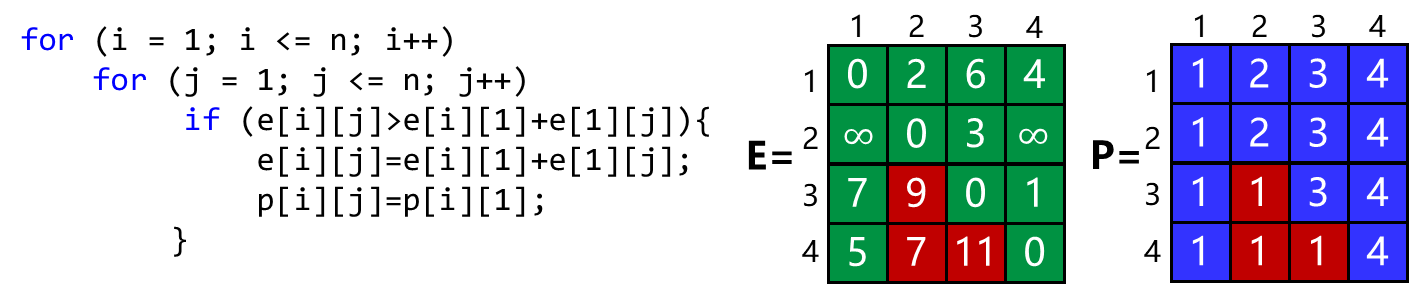 for (i = 1; i <= n; i++)
for (j = 1; j <= n; j++)
if (e[i][j]>e[i][1]+e[1][j]){
e[i][j]=e[i][1]+e[1][j];
p[i][j]=p[i][1];
}
E=
1 2 3 4
1 0 2 6 4
2 ∞ 0 3 ∞
3 7 9 0 1
4 5 7 11 0
P=
1 2 3 4
1 1 2 3 4
2 1 2 3 4
3 1 1 3 4
4 1 1 1 4